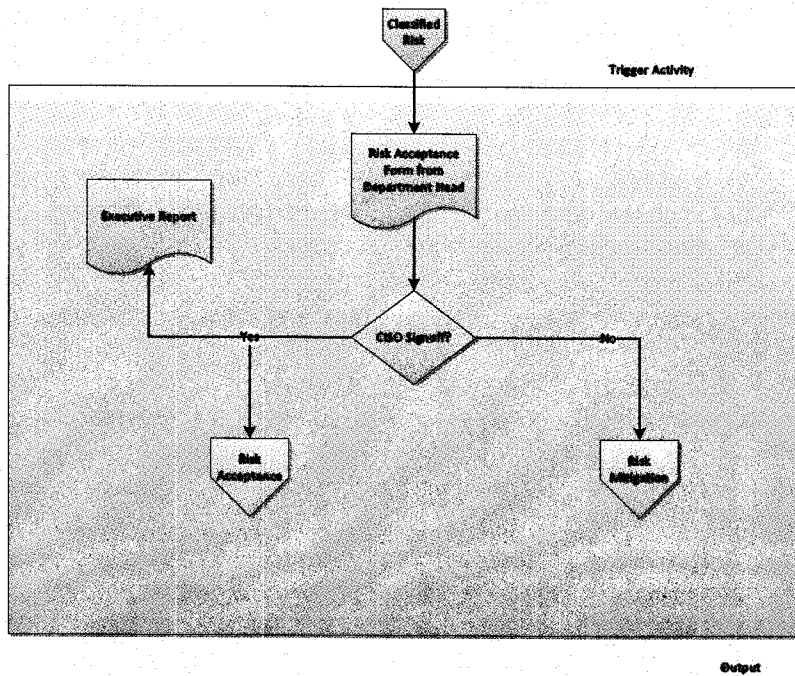 Classified
Risk
Trigger Activity
Risk Acceptance
Form from
Department Head
Executive Report
CISO Signoff?
Yes
No
Risk
Acceptance
Risk
Mitigation
Output